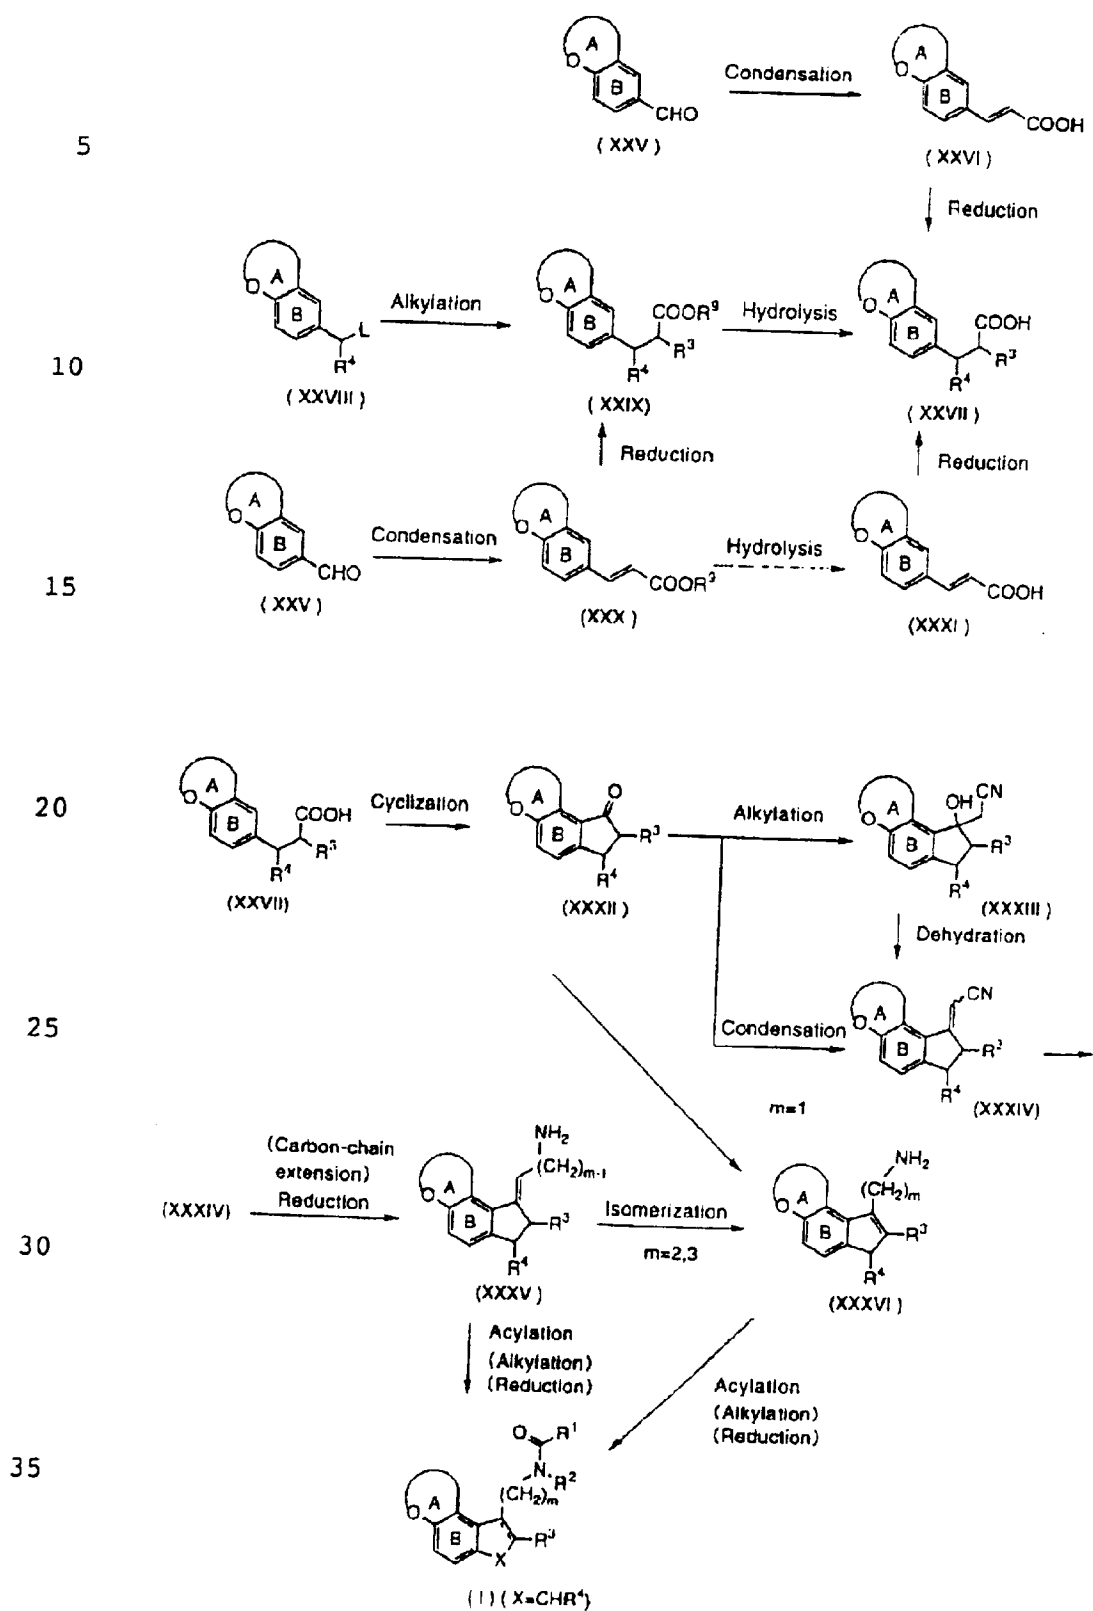 A
O
B
CHO
(XXV)
Condensation
A
O
B
COOH
(XXVI)
5
Reduction
A
O
B
L
R⁴
(XXVIII)
Alkylation
A
O
B
COOR⁹
R³
R⁴
(XXIX)
Hydrolysis
A
O
B
COOH
R³
R⁴
(XXVII)
10
Reduction
Reduction
A
O
B
CHO
(XXV)
Condensation
A
O
B
COOR⁹
(XXX)
Hydrolysis
A
O
B
COOH
(XXXI)
15
A
O
B
COOH
R³
R⁴
(XXVII)
20
Cyclization
A
O
B
O
R³
R⁴
(XXXII)
Alkylation
A
O
B
OH
CN
R³
R⁴
(XXXIII)
Dehydration
25
Condensation
A
O
B
CN
R³
R⁴
(XXXIV)
m=1
(XXXIV)
(Carbon-chain
extension)
Reduction
A
O
B
NH₂
(CH₂)m-1
R³
R⁴
(XXXV)
Isomerization
m=2,3
A
O
B
NH₂
(CH₂)m
R³
R⁴
(XXXVI)
30
Acylation
(Alkylation)
(Reduction)
Acylation
(Alkylation)
(Reduction)
35
O
R¹
N
R²
(CH₂)m
A
O
B
R³
X
(I) (X=CHR⁴)